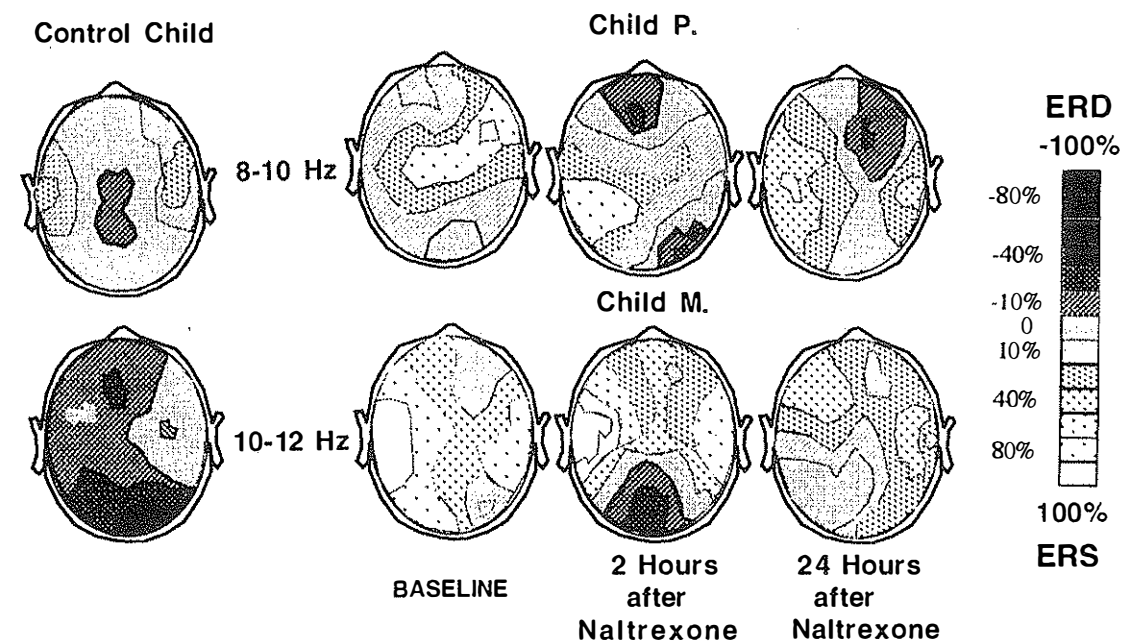 Control Child
Child P.
8-10 Hz
Child M.
10-12 Hz
BASELINE
2 Hours
after
Naltrexone
24 Hours
after
Naltrexone
ERD
-100%
-80%
-40%
-10%
0
10%
40%
80%
100%
ERS